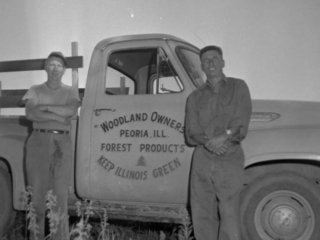 "WOODLAND OWNERS"
PEORIA, ILL.
FOREST PRODUCTS
KEEP ILLINOIS GREEN